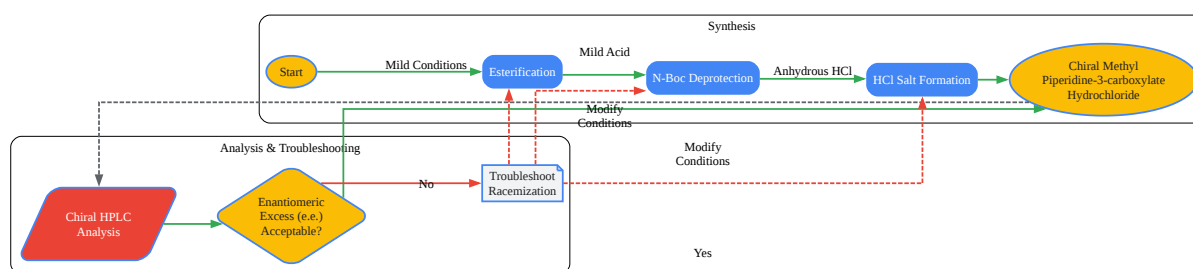 Synthesis
Start
Mild Conditions
Esterification
Mild Acid
N-Boc Deprotection
Anhydrous HCl
HCl Salt Formation
Chiral Methyl
Piperidine-3-carboxylate
Hydrochloride
Modify
Conditions
Analysis & Troubleshooting
Modify
Conditions
Chiral HPLC
Analysis
Enantiomeric
Excess (e.e.)
Acceptable?
No
Troubleshoot
Racemization
Yes